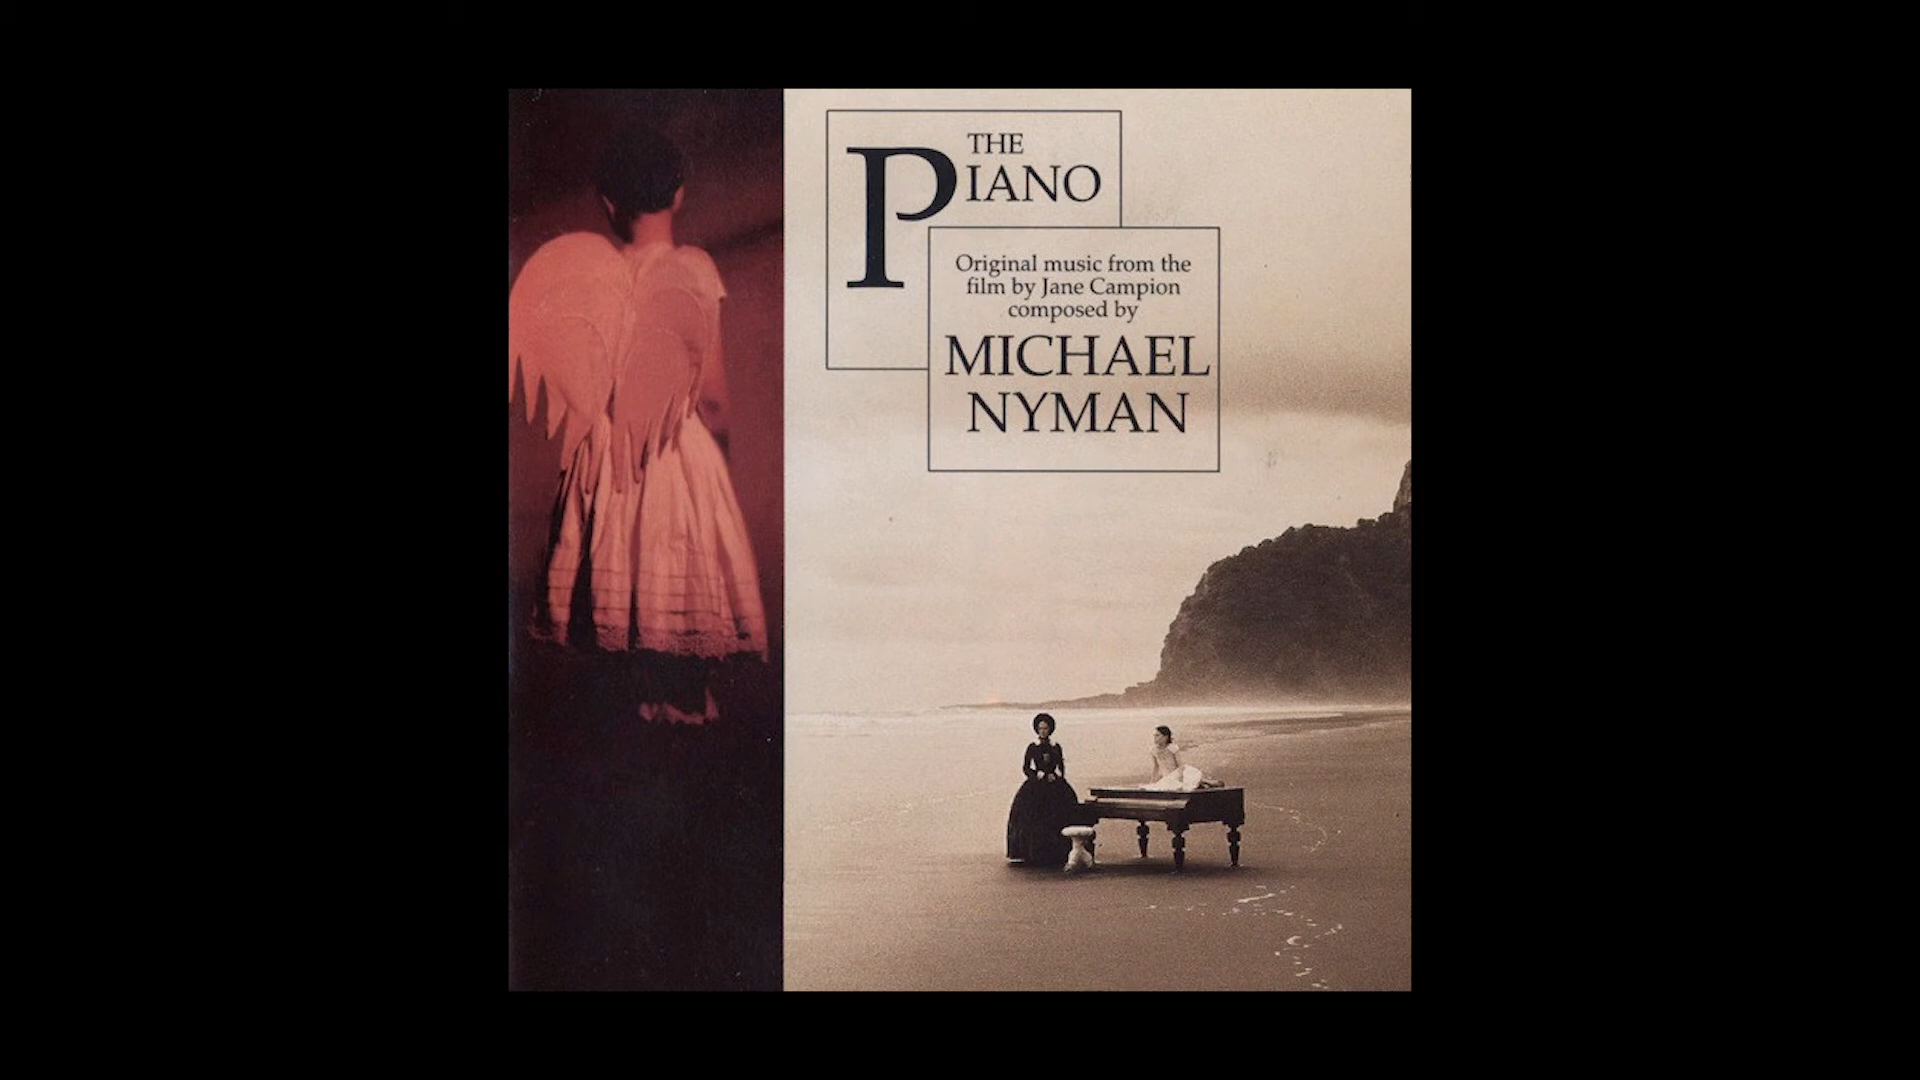 THE
PIANO
Original music from the
film by Jane Campion
composed by
MICHAEL
NYMAN